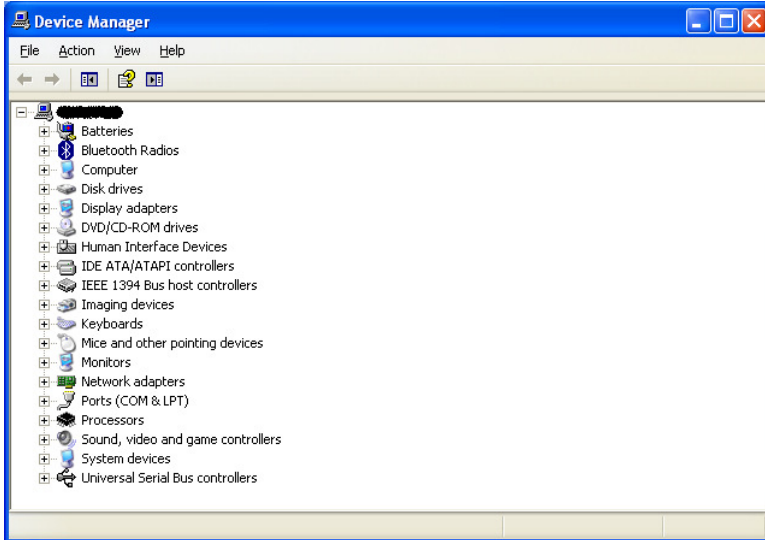 Device Manager
File Action View Help
Batteries
Bluetooth Radios
Computer
Disk drives
Display adapters
DVD/CD-ROM drives
Human Interface Devices
IDE ATA/ATAPI controllers
IEEE 1394 Bus host controllers
Imaging devices
Keyboards
Mice and other pointing devices
Monitors
Network adapters
Ports (COM & LPT)
Processors
Sound, video and game controllers
System devices
Universal Serial Bus controllers